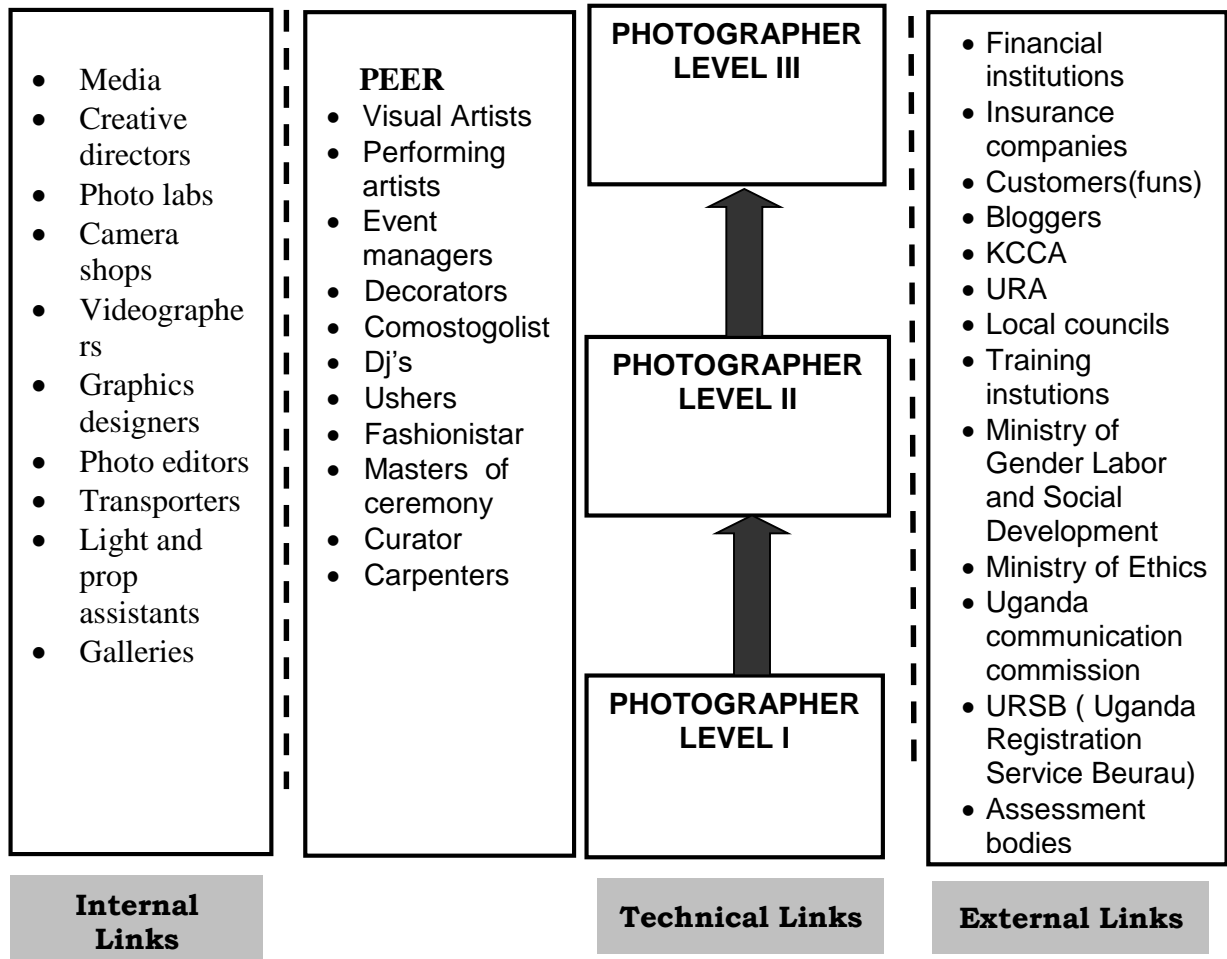 • Media
• Creative
directors
• Photo labs
• Camera
shops
• Videographe
rs
• Graphics
designers
• Photo editors
• Transporters
• Light and
prop
assistants
• Galleries
Internal
Links
PEER
• Visual Artists
• Performing
artists
• Event
managers
• Decorators
• Comostogolist
• Dj's
• Ushers
• Fashionistar
• Masters of
ceremony
• Curator
• Carpenters
PHOTOGRAPHER
LEVEL III
PHOTOGRAPHER
LEVEL II
PHOTOGRAPHER
LEVEL I
Technical Links
• Financial
institutions
• Insurance
companies
• Customers(funs)
• Bloggers
• KCCA
• URA
• Local councils
• Training
instutions
• Ministry of
Gender Labor
and Social
Development
• Ministry of Ethics
• Uganda
communication
commission
• URSB ( Uganda
Registration
Service Beurau)
• Assessment
bodies
External Links